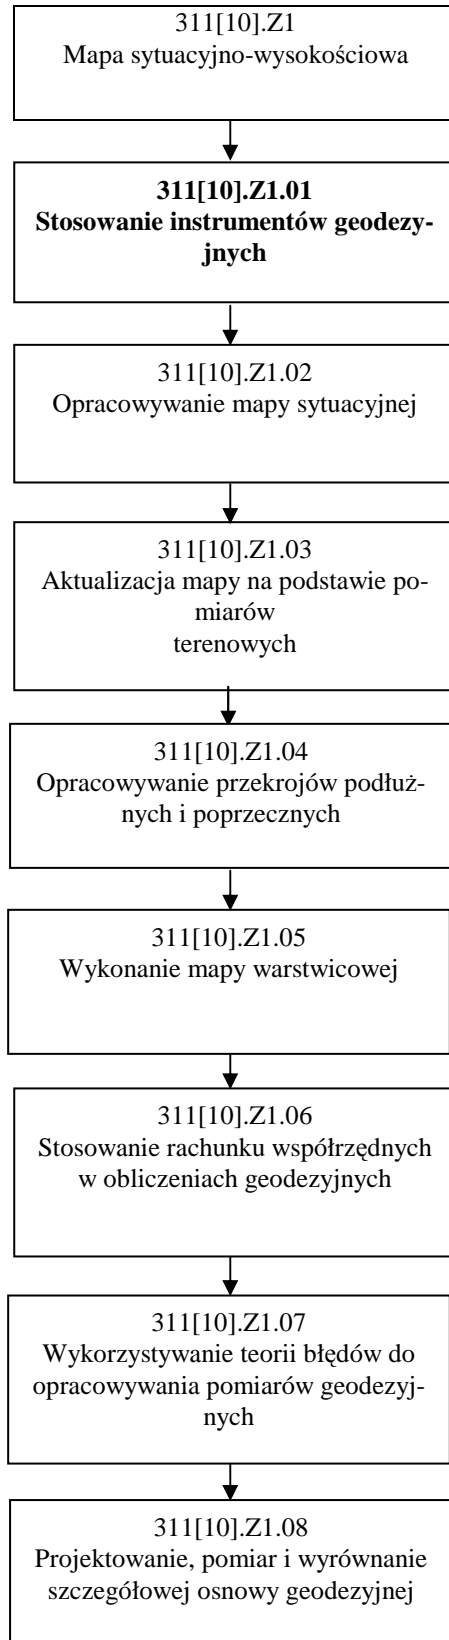 311[10].Z1
Mapa sytuacyjno-wysokościowa
311[10].Z1.01
Stosowanie instrumentów geodezy-
jnych
311[10].Z1.02
Opracowywanie mapy sytuacyjnej
311[10].Z1.03
Aktualizacja mapy na podstawie po-
miarów
terenowych
311[10].Z1.04
Opracowywanie przekrojów podłuż-
nych i poprzecznych
311[10].Z1.05
Wykonanie mapy warstwicowej
311[10].Z1.06
Stosowanie rachunku współrzędnych
w obliczeniach geodezyjnych
311[10].Z1.07
Wykorzystywanie teorii błędów do
opracowywania pomiarów geodezyj-
nych
311[10].Z1.08
Projektowanie, pomiar i wyrównanie
szczegółowej osnowy geodezyjnej